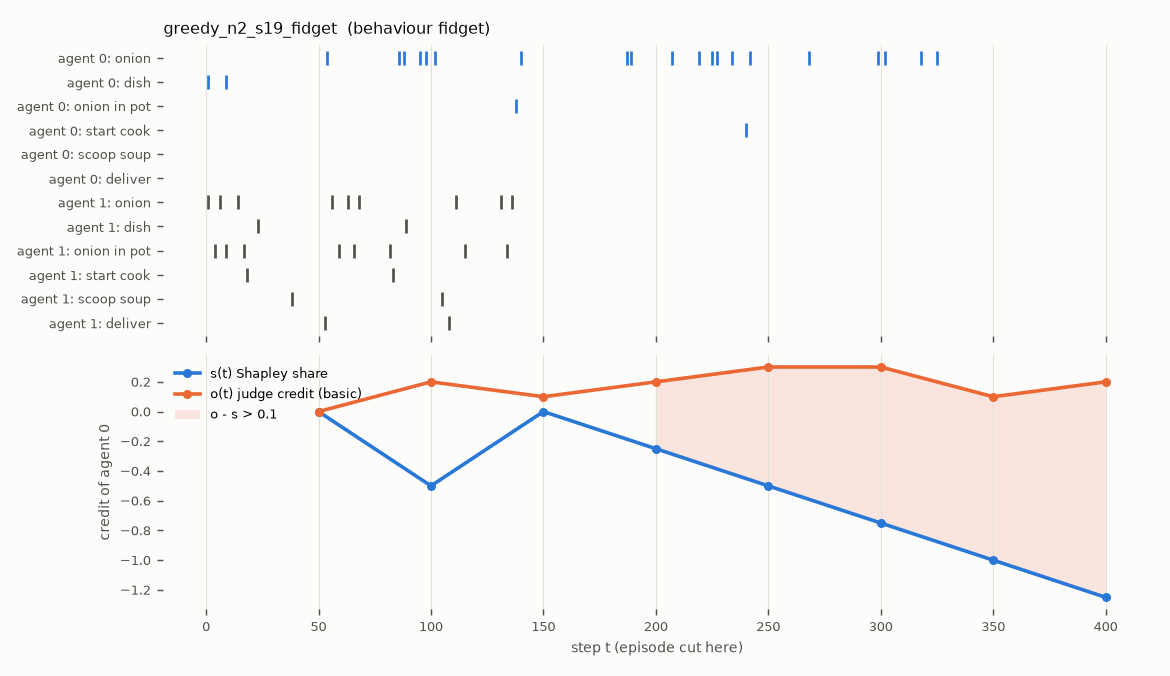 greedy_n2_s19_fidget  (behaviour fidget)
agent 0: onion
agent 0: dish
agent 0: onion in pot
agent 0: start cook
agent 0: scoop soup
agent 0: deliver
agent 1: onion
agent 1: dish
agent 1: onion in pot
agent 1: start cook
agent 1: scoop soup
agent 1: deliver
s(t) Shapley share
o(t) judge credit (basic)
o - s > 0.1
credit of agent 0
0.2
0.0
−0.2
−0.4
−0.6
−0.8
−1.0
−1.2
0 50 100 150 200 250 300 350 400
step t (episode cut here)